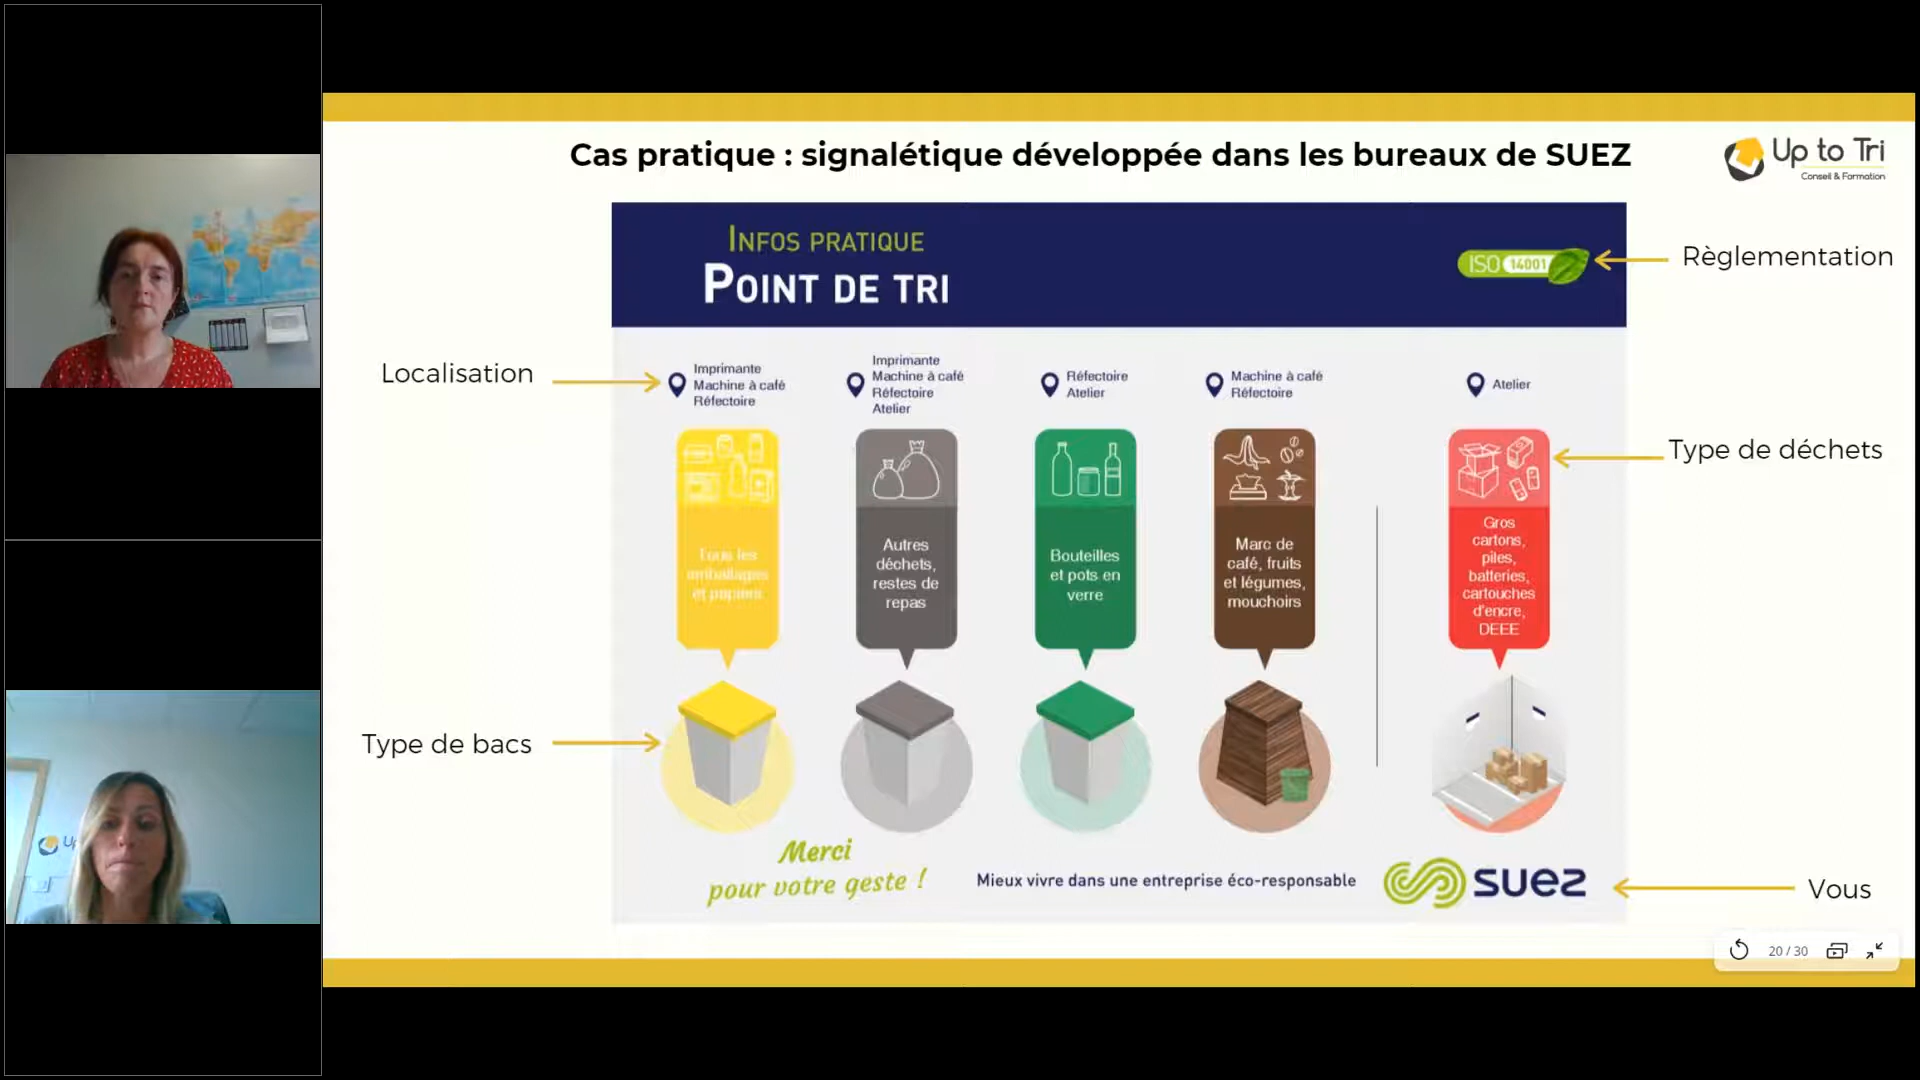 Cas pratique : signalétique développée dans les bureaux de SUEZ
Up to Tri
Conseil & Formation
INFOS PRATIQUE
POINT DE TRI
ISO 14001
Règlementation
Localisation
Imprimante
Machine à café
Réfectoire
Imprimante
Machine à café
Réfectoire
Atelier
Réfectoire
Atelier
Machine à café
Réfectoire
Atelier
Type de déchets
Tous les
emballages
et papiers
Autres
déchets,
restes de
repas
Bouteilles
et pots en
verre
Marc de
café, fruits
et légumes,
mouchoirs
Gros
cartons,
piles,
batteries,
cartouches
d'encre,
DEEE
Type de bacs
Merci
pour votre geste !
Mieux vivre dans une entreprise éco-responsable
suez
Vous
20 / 30